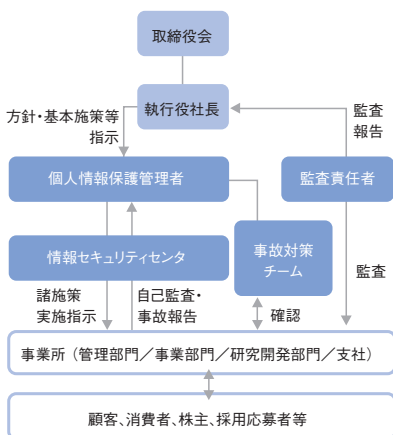 取締役会
執行役社長
方針・基本施策等
指示
監査
報告
個人情報保護管理者
監査責任者
情報セキュリティセンタ
事故対策
チーム
監査
諸施策
実施指示
自己監査・
事故報告
確認
事業所（管理部門／事業部門／研究開発部門／支社）
顧客、消費者、株主、採用応募者等